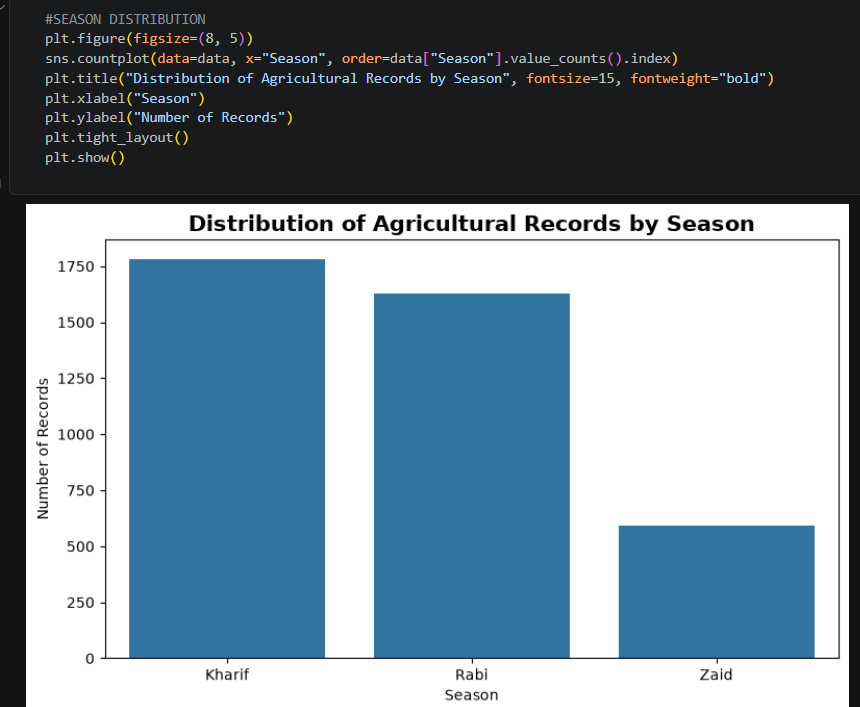 #SEASON DISTRIBUTION
plt.figure(figsize=(8, 5))
sns.countplot(data=data, x="Season", order=data["Season"].value_counts().index)
plt.title("Distribution of Agricultural Records by Season", fontsize=15, fontweight="bold")
plt.xlabel("Season")
plt.ylabel("Number of Records")
plt.tight_layout()
plt.show()
Distribution of Agricultural Records by Season
Number of Records
1750
1500
1250
1000
750
500
250
0
Kharif Rabi Zaid
Season